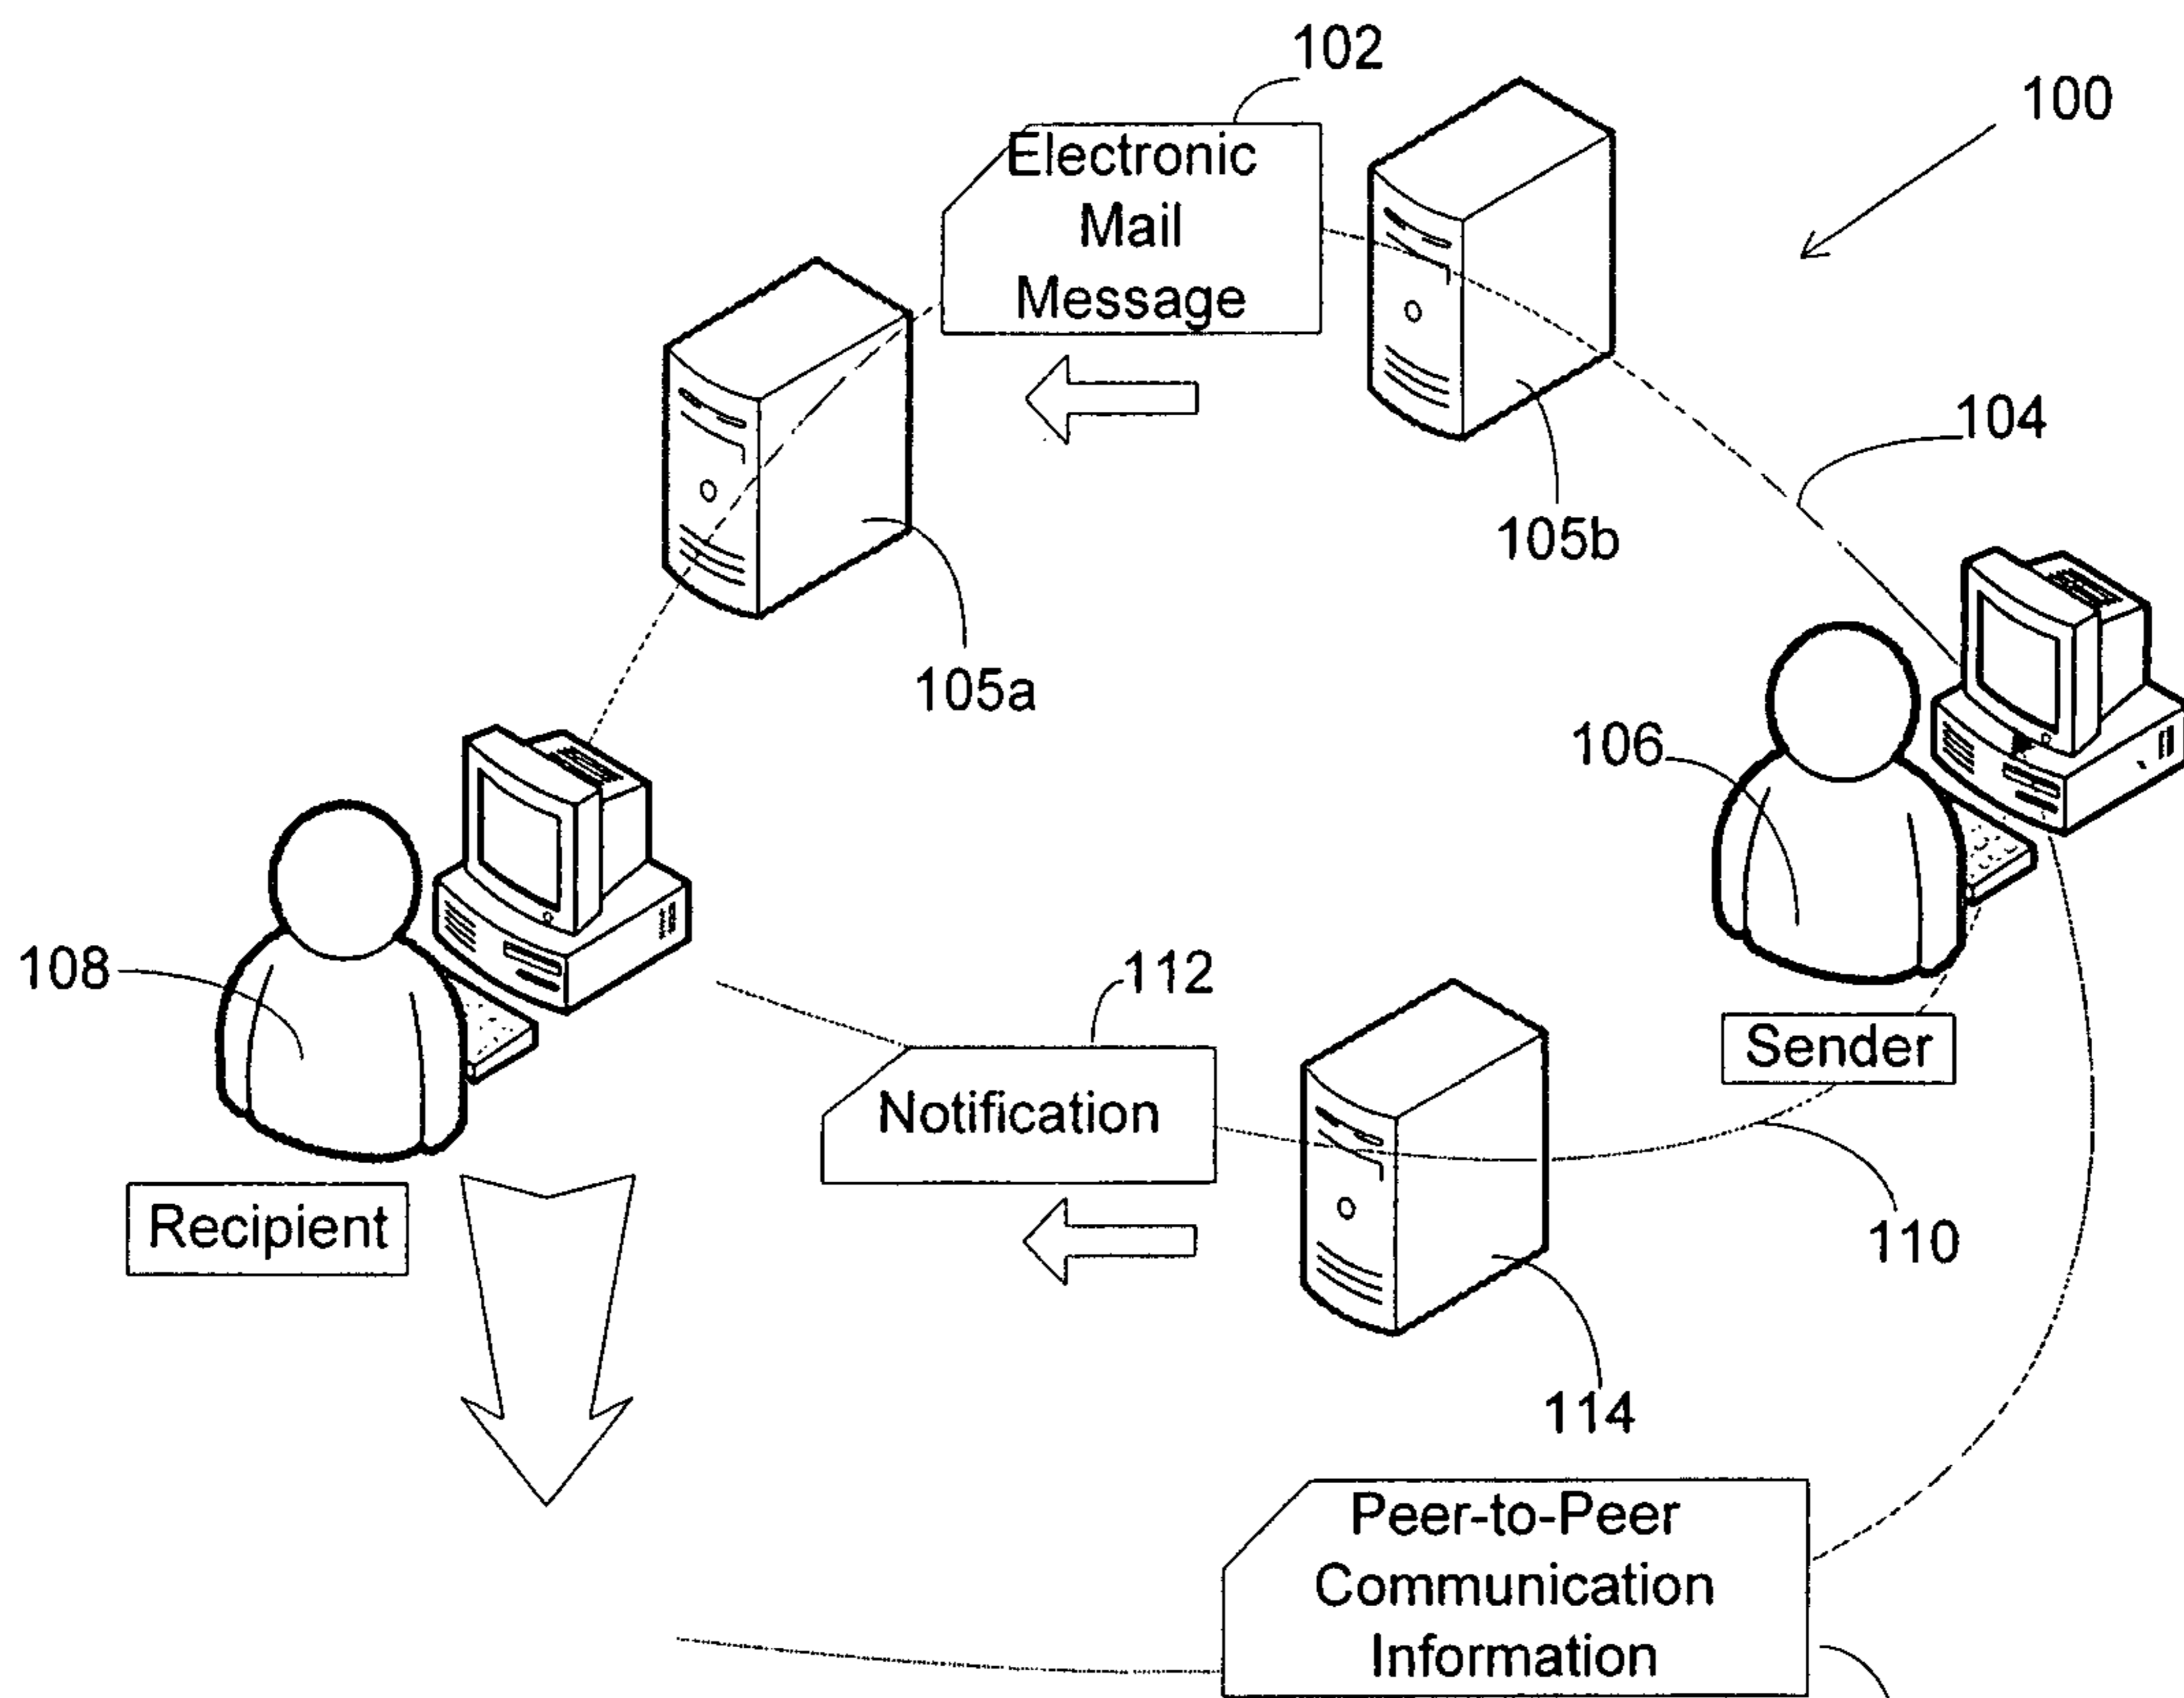 102
100
Electronic
Mail
Message
104
105b
105a
106
108
112
Sender
Notification
Recipient
110
114
Peer-to-Peer
Communication
Information